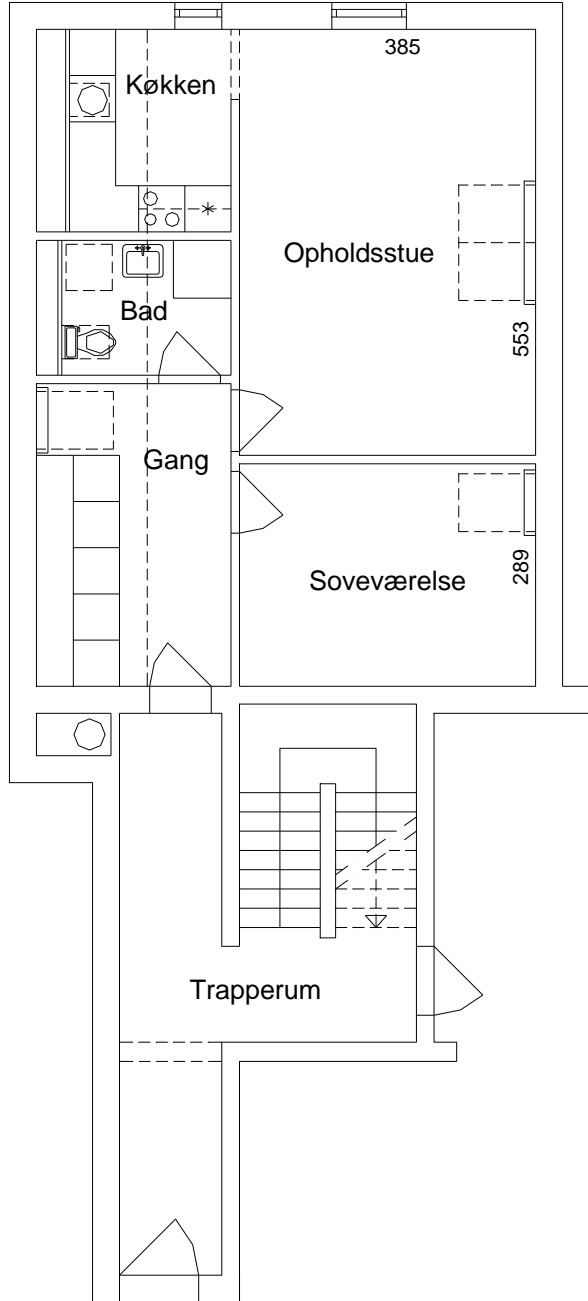 385
Køkken
Opholdsstue
Bad
553
Gang
289
Soveværelse
Trapperum